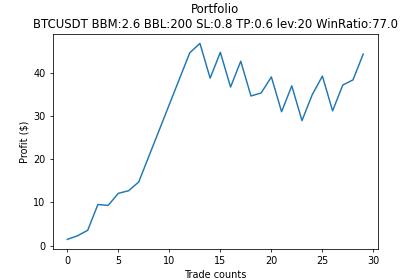 Portfolio
BTCUSDT BBM:2.6 BBL:200 SL:0.8 TP:0.6 lev:20 WinRatio:77.0
Profit ($)
40
30
20
10
0
0 5 10 15 20 25 30
Trade counts